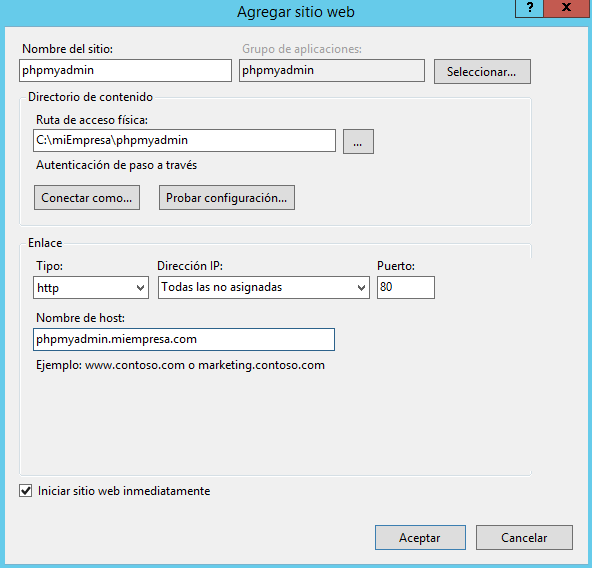 Agregar sitio web
?
X
Nombre del sitio:
Grupo de aplicaciones:
phpmyadmin
phpmyadmin
Seleccionar...
Directorio de contenido
Ruta de acceso física:
C:\miEmpresa\phpmyadmin
...
Autenticación de paso a través
Conectar como...
Probar configuración...
Enlace
Tipo:
Dirección IP:
Puerto:
http
Todas las no asignadas
80
Nombre de host:
phpmyadmin.miempresa.com
Ejemplo: www.contoso.com o marketing.contoso.com
Iniciar sitio web inmediatamente
Aceptar
Cancelar